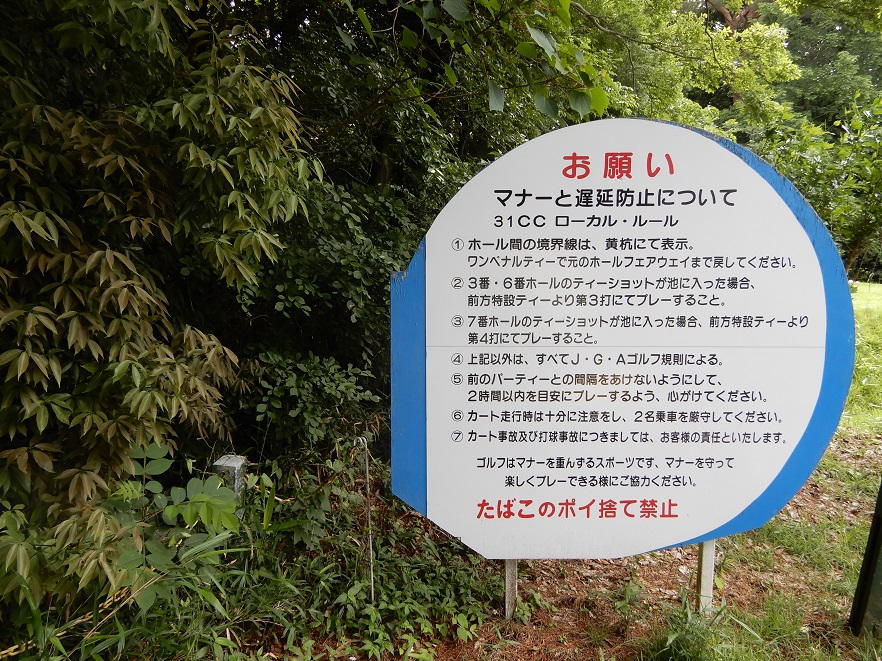 お願い
マナーと遅延防止について
31CC ローカル・ルール
① ホール間の境界線は、黄杭にて表示。
ワンペナルティーで元のホールフェアウェイまで戻してください。
② 3番・6番ホールのティーショットが池に入った場合、
前方特設ティーより第3打にてプレーすること。
③ 7番ホールのティーショットが池に入った場合、前方特設ティーより
第4打にてプレーすること。
④ 上記以外は、すべてJ・G・Aゴルフ規則による。
⑤ 前のパーティーとの間隔をあけないようにして、
2時間以内を目安にプレーするよう、心がけてください。
⑥ カート走行時は十分に注意をし、2名乗車を厳守してください。
⑦ カート事故及び打球事故につきましては、お客様の責任といたします。
ゴルフはマナーを重んずるスポーツです、マナーを守って
楽しくプレーできる様にご協力ください。
たばこのポイ捨て禁止